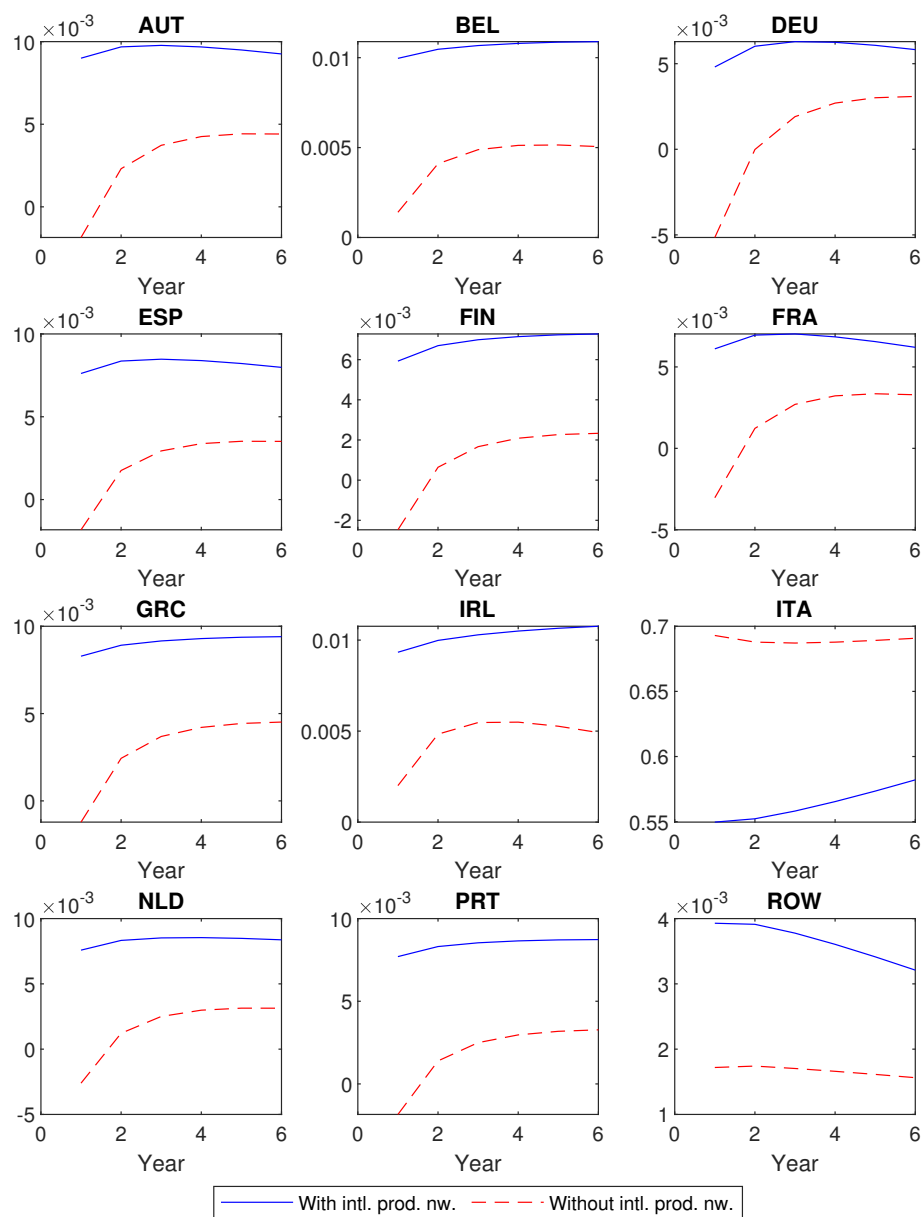 AUT
×10⁻³
10
5
0
0 2 4 6
Year
BEL
0.01
0.005
0
0 2 4 6
Year
DEU
×10⁻³
5
0
-5
0 2 4 6
Year
ESP
×10⁻³
10
5
0
0 2 4 6
Year
FIN
×10⁻³
6
4
2
0
-2
0 2 4 6
Year
FRA
×10⁻³
5
0
-5
0 2 4 6
Year
GRC
×10⁻³
10
5
0
0 2 4 6
Year
IRL
0.01
0.005
0
0 2 4 6
Year
ITA
0.7
0.65
0.6
0.55
0 2 4 6
Year
NLD
×10⁻³
10
5
0
-5
0 2 4 6
Year
PRT
×10⁻³
10
5
0
0 2 4 6
Year
ROW
×10⁻³
4
3
2
1
0 2 4 6
Year
With intl. prod. nw. Without intl. prod. nw.